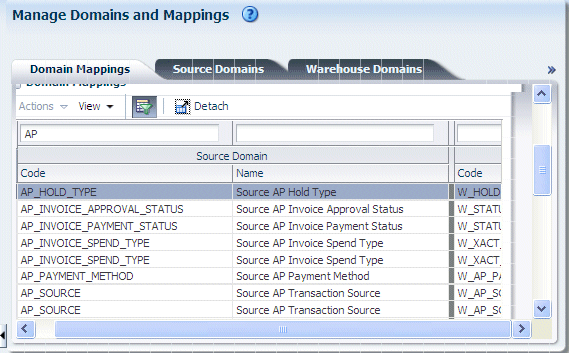 Manage Domains and Mappings ?
Domain Mappings Source Domains Warehouse Domains »
Domain Mappings
Actions View Detach
AP
Source Domain
Code Name Code
AP_HOLD_TYPE Source AP Hold Type W_HOLD
AP_INVOICE_APPROVAL_STATUS Source AP Invoice Approval Status W_STATU
AP_INVOICE_PAYMENT_STATUS Source AP Invoice Payment Status W_STATU
AP_INVOICE_SPEND_TYPE Source AP Invoice Spend Type W_XACT_
AP_INVOICE_SPEND_TYPE Source AP Invoice Spend Type W_XACT_
AP_PAYMENT_METHOD Source AP Payment Method W_AP_PA
AP_SOURCE Source AP Transaction Source W_AP_SO
AP_SOURCE Source AP Transaction Source W_AP_SO